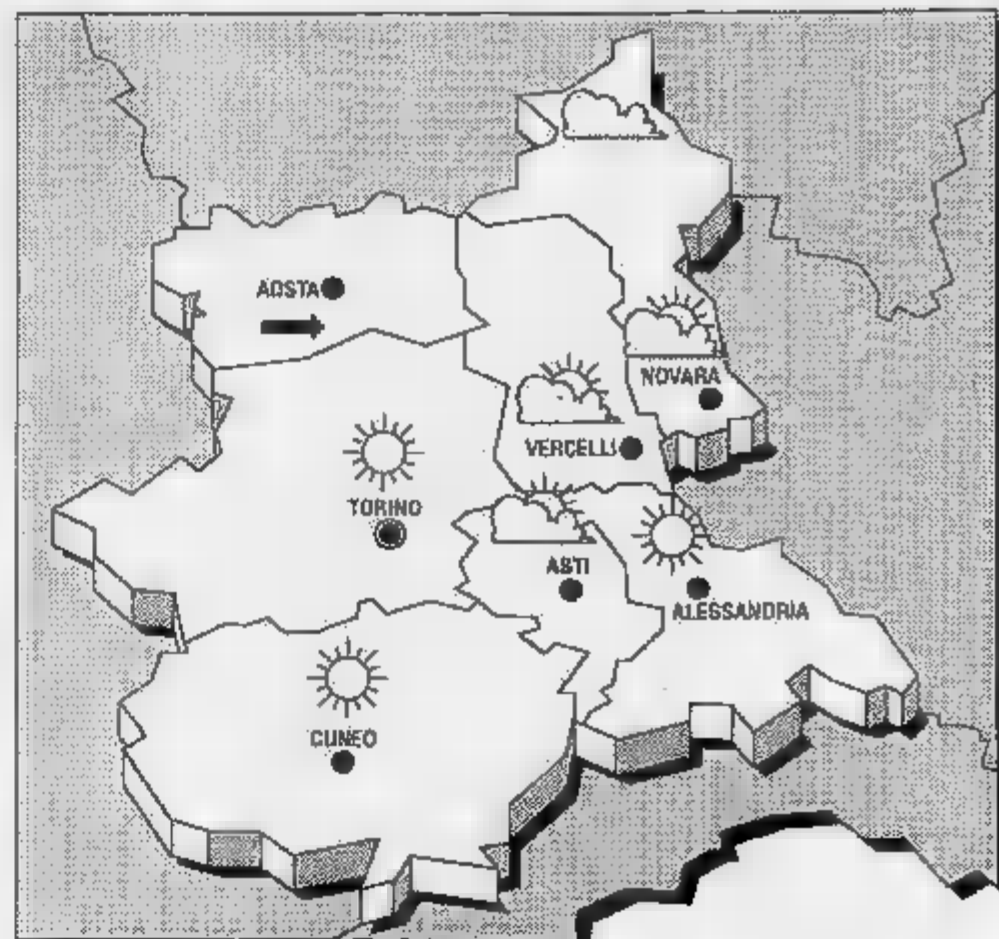 AOSTA
NOVARA
VERCELLI
TORINO
ASTI
ALESSANDRIA
CUNEO